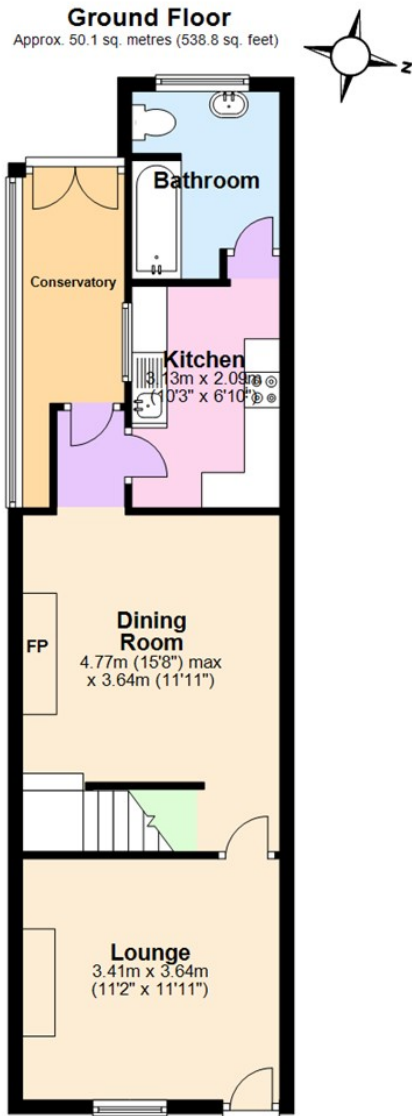 Ground Floor
Approx. 50.1 sq. metres (538.8 sq. feet)
N
Bathroom
Conservatory
Kitchen
3.13m x 2.09m
(10'3" x 6'10")
Dining
Room
4.77m (15'8") max
x 3.64m (11'11")
FP
Lounge
3.41m x 3.64m
(11'2" x 11'11")